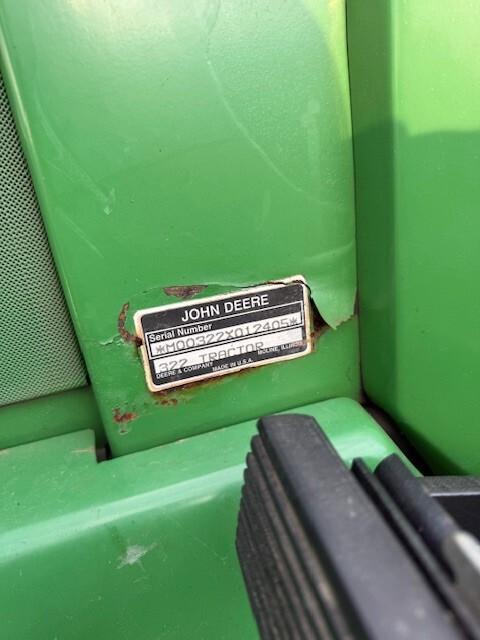 JOHN DEERE
Serial Number
*M00322X012405*
322 TRACTOR
DEERE & COMPANY MOLINE, ILLINOIS
MADE IN U.S.A.